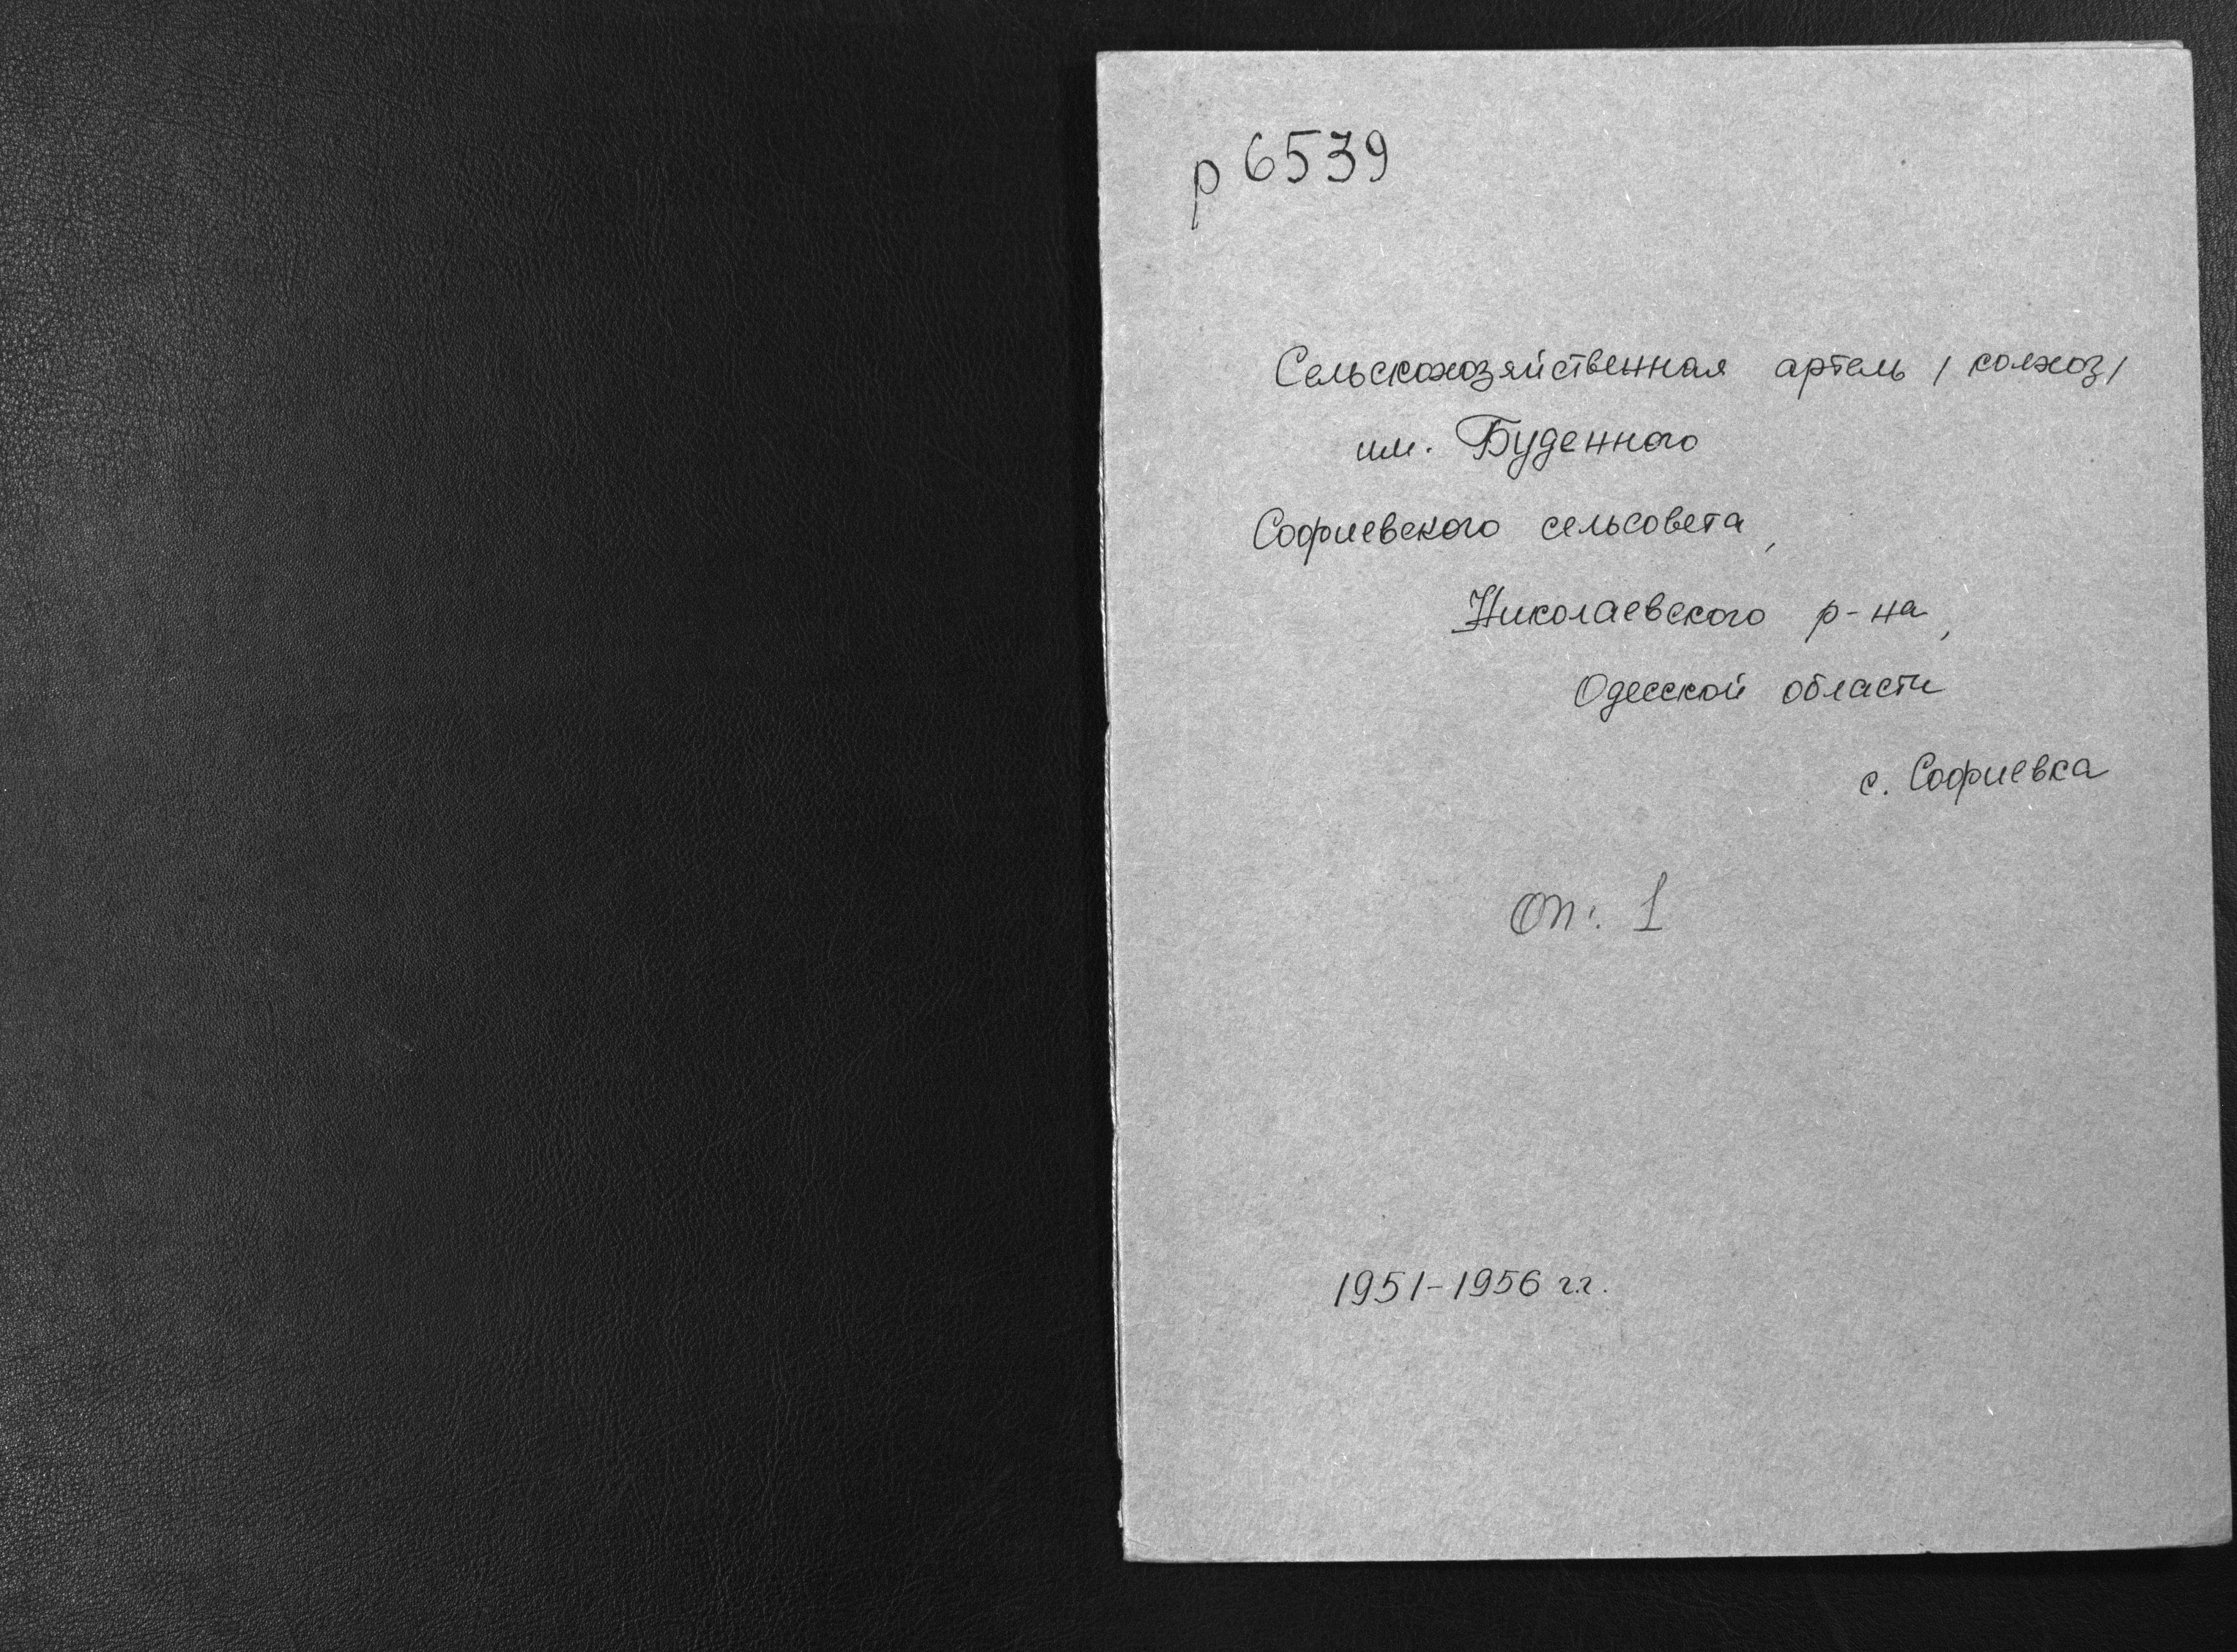 р 6539
Сельскохозяйственная артель / колхоз /
им. Буденного
Софиевского сельсовета,
Николаевского р-на,
Одесской области
с. Софиевка
Оп. 1
1951-1956 г.г.